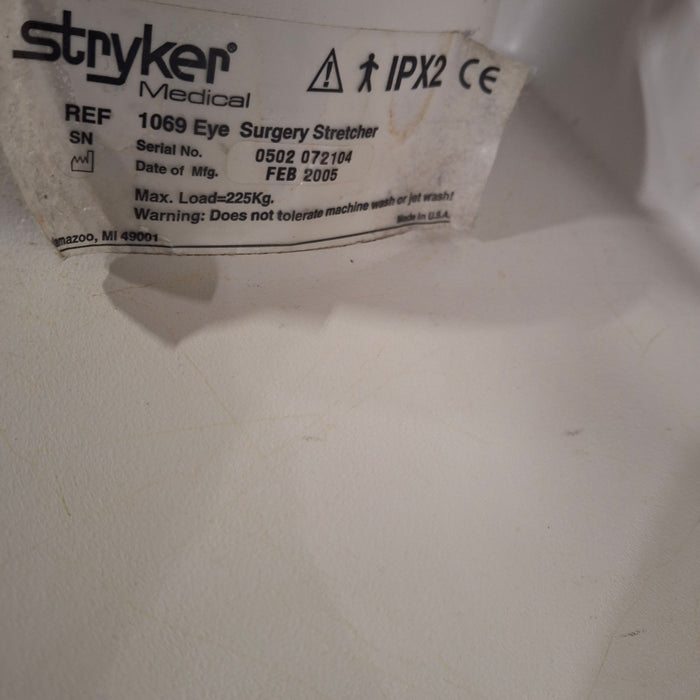 stryker®
Medical
IPX2 CE
REF 1069 Eye Surgery Stretcher
SN Serial No. 0502 072104
Date of Mfg. FEB 2005
Max. Load=225Kg.
Warning: Does not tolerate machine wash or jet wash!
Made in U.S.A.
amazoo, MI 49001